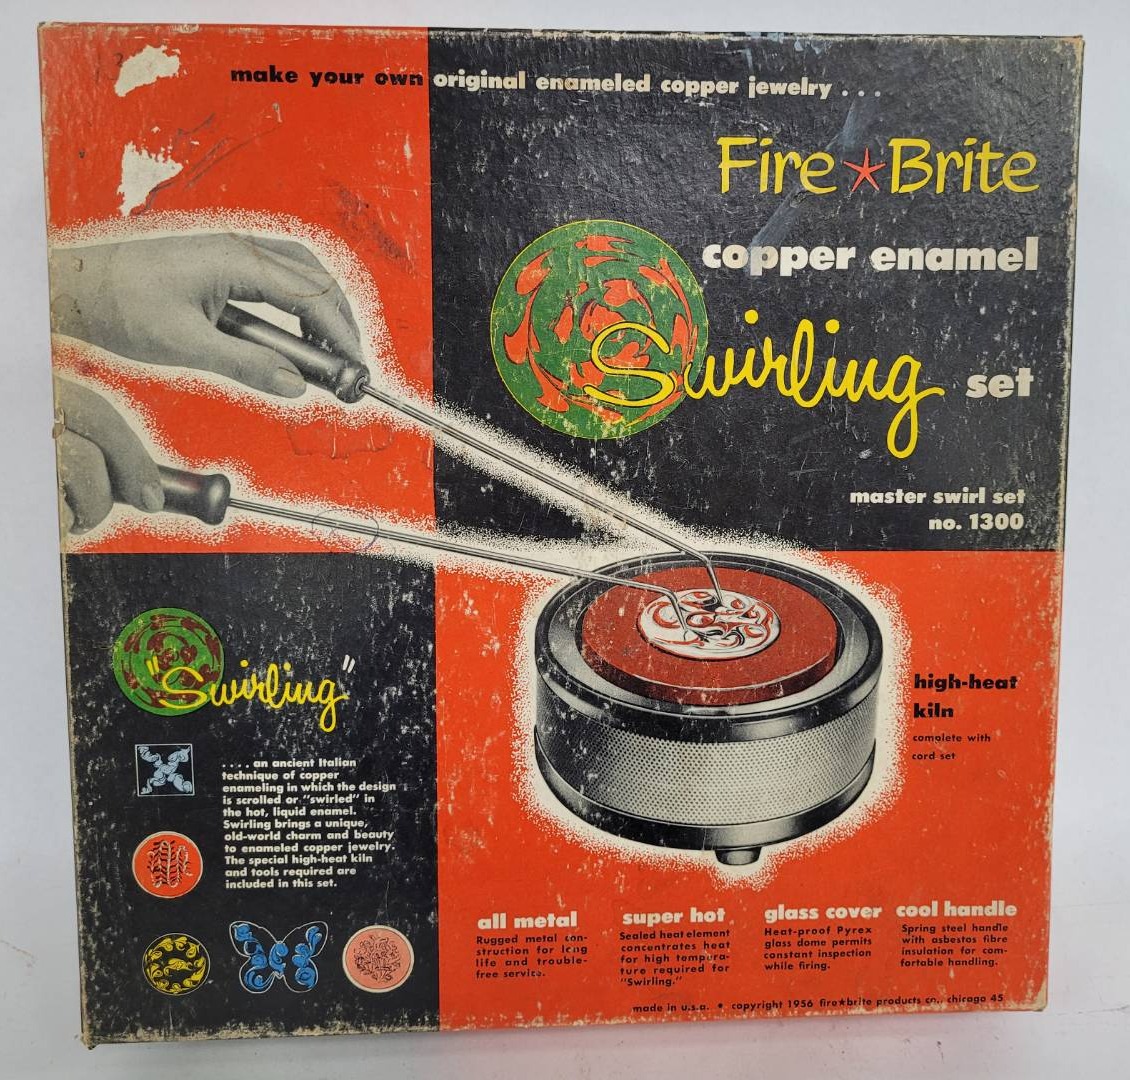 make your own original enameled copper jewelry . . .
Fire★Brite
copper enamel
Swirling set
master swirl set
no. 1300
high-heat
kiln
complete with
cord set
"Swirling"
. . . . an ancient Italian
technique of copper
enameling in which the design
is scrolled or "swirled" in
the hot, liquid enamel.
Swirling brings a unique,
old-world charm and beauty
to enameled copper jewelry.
The special high-heat kiln
and tools required are
included in this set.
all metal
Rugged metal con-
struction for long
life and trouble-
free service.
super hot
Sealed heat element
concentrates heat
for high tempera-
ture required for
"Swirling."
glass cover
Heat-proof Pyrex
glass dome permits
constant inspection
while firing.
cool handle
Spring steel handle
with asbestos fibre
insulation for com-
fortable handling.
made in u.s.a. • copyright 1956 fire★brite products co., chicago 45